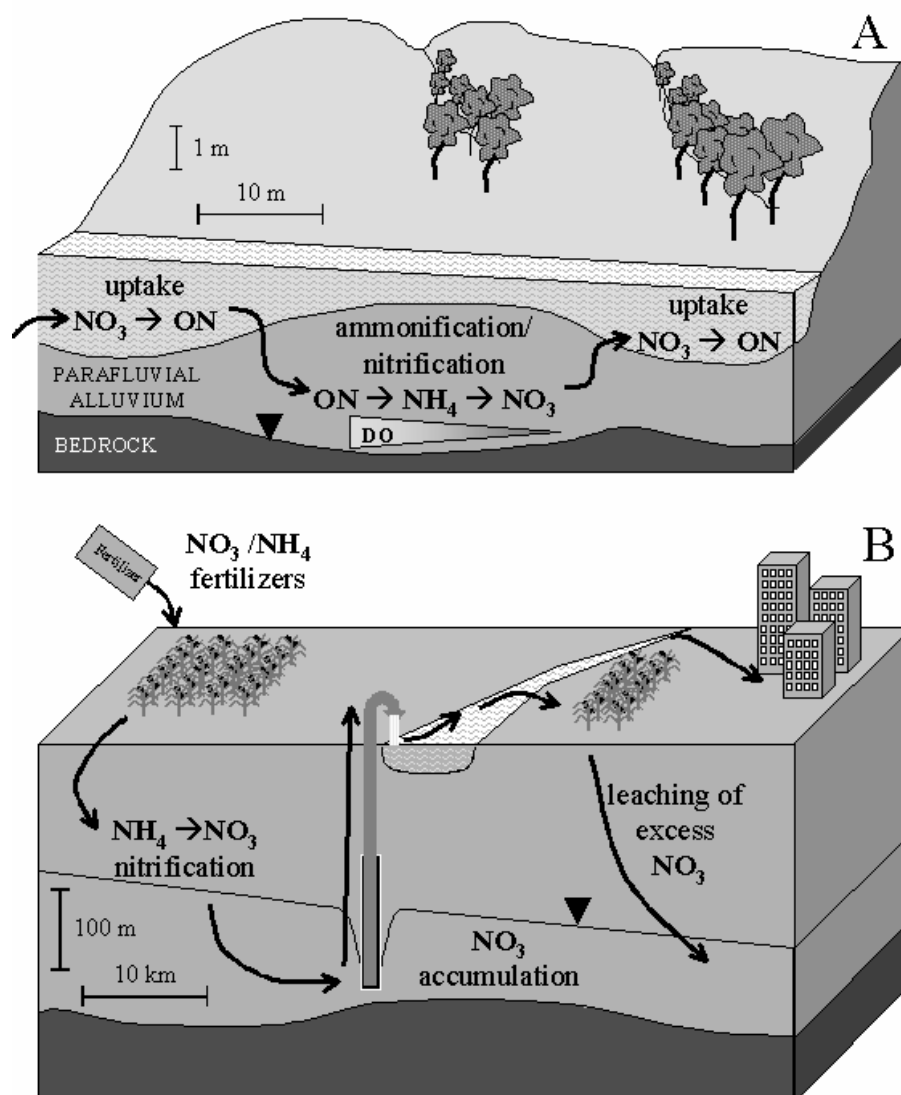 A
1 m
10 m
uptake
NO₃ → ON
ammonification/
nitrification
ON → NH₄ → NO₃
uptake
NO₃ → ON
PARAFLUVIAL
ALLUVIUM
DO
BEDROCK
B
Fertilizer
NO₃ /NH₄
fertilizers
NH₄ → NO₃
nitrification
leaching of
excess
NO₃
100 m
10 km
NO₃
accumulation